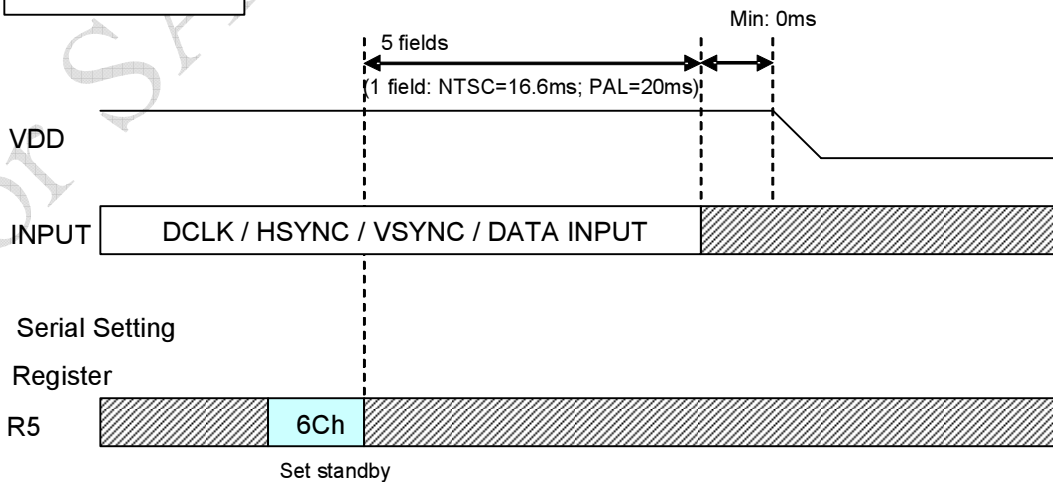 Min: 0ms
5 fields
(1 field: NTSC=16.6ms; PAL=20ms)
VDD
INPUT
DCLK / HSYNC / VSYNC / DATA INPUT
Serial Setting
Register
R5
6Ch
Set standby